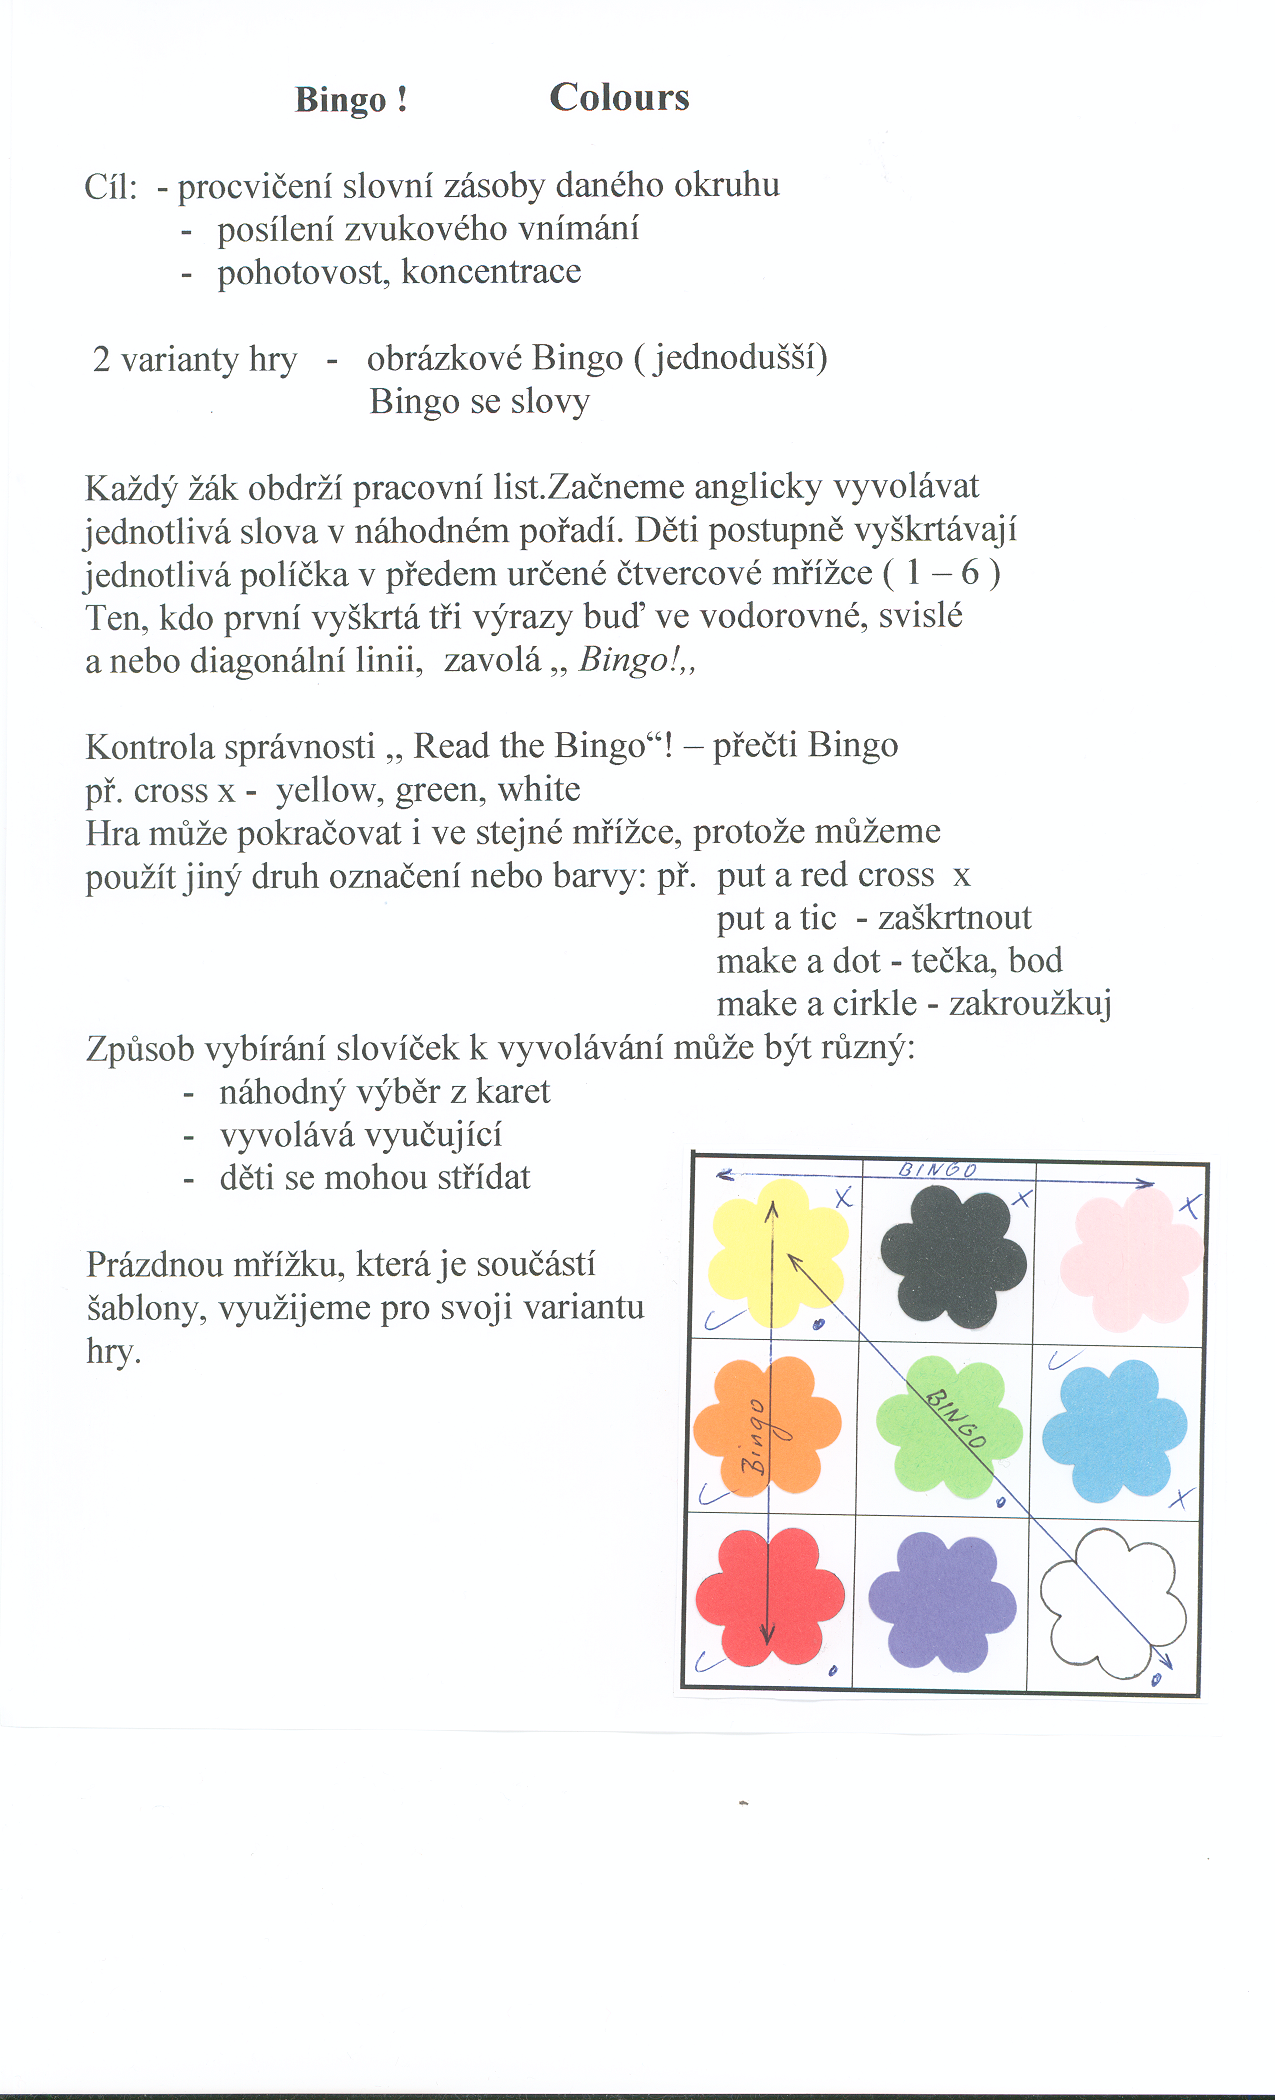 Bingo ! Colours
Cíl: - procvičení slovní zásoby daného okruhu
- posílení zvukového vnímání
- pohotovost, koncentrace
2 varianty hry - obrázkové Bingo ( jednodušší)
Bingo se slovy
Každý žák obdrží pracovní list.Začneme anglicky vyvolávat
jednotlivá slova v náhodném pořadí. Děti postupně vyškrtávají
jednotlivá políčka v předem určené čtvercové mřížce ( 1 – 6 )
Ten, kdo první vyškrtá tři výrazy buď ve vodorovné, svislé
a nebo diagonální linii, zavolá ,, Bingo!,,
Kontrola správnosti ,, Read the Bingo“! – přečti Bingo
př. cross x - yellow, green, white
Hra může pokračovat i ve stejné mřížce, protože můžeme
použít jiný druh označení nebo barvy: př. put a red cross x
put a tic - zaškrtnout
make a dot - tečka, bod
make a cirkle - zakroužkuj
Způsob vybírání slovíček k vyvolávání může být různý:
- náhodný výběr z karet
- vyvolává vyučující
- děti se mohou střídat
Prázdnou mřížku, která je součástí
šablony, využijeme pro svoji variantu
hry.
BINGO
x x x
Bingo
BINGO
x